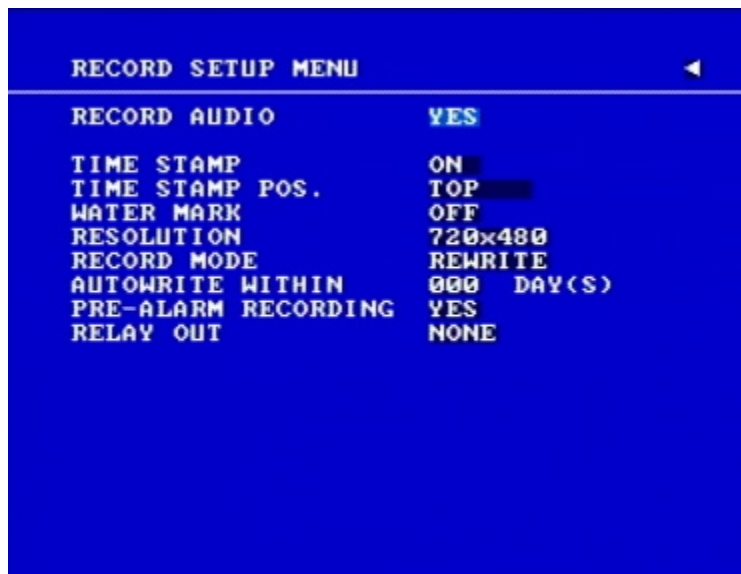 RECORD SETUP MENU
RECORD AUDIO YES
TIME STAMP ON
TIME STAMP POS. TOP
WATER MARK OFF
RESOLUTION 720x480
RECORD MODE REWRITE
AUTOWRITE WITHIN 000 DAY(S)
PRE-ALARM RECORDING YES
RELAY OUT NONE